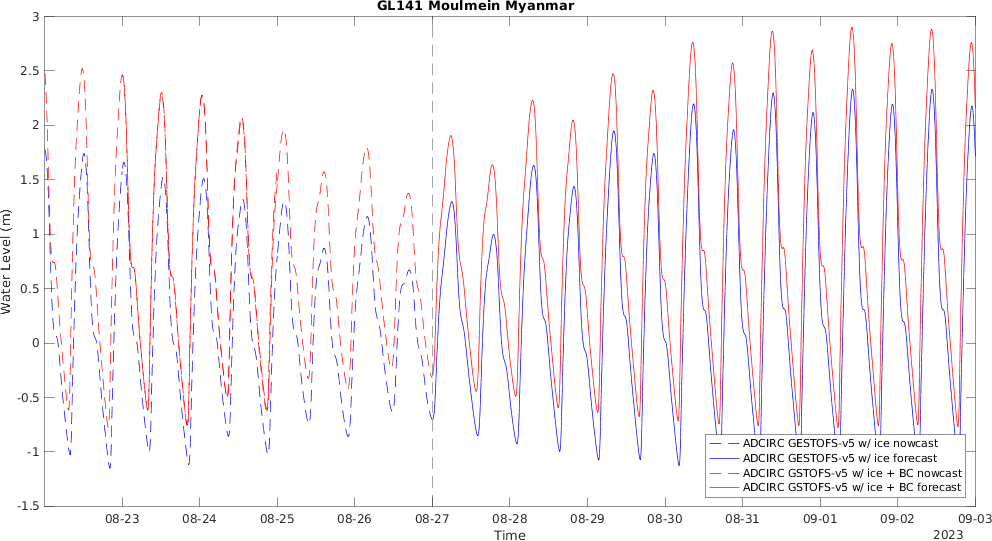 GL141 Moulmein Myanmar
3
2.5
2
1.5
1
0.5
0
-0.5
-1
-1.5
Water Level (m)
08-23 08-24 08-25 08-26 08-27 08-28 08-29 08-30 08-31 09-01 09-02 09-03
Time
2023
ADCIRC GESTOFS-v5 w/ ice nowcast
ADCIRC GESTOFS-v5 w/ ice forecast
ADCIRC GSTOFS-v5 w/ ice + BC nowcast
ADCIRC GSTOFS-v5 w/ ice + BC forecast